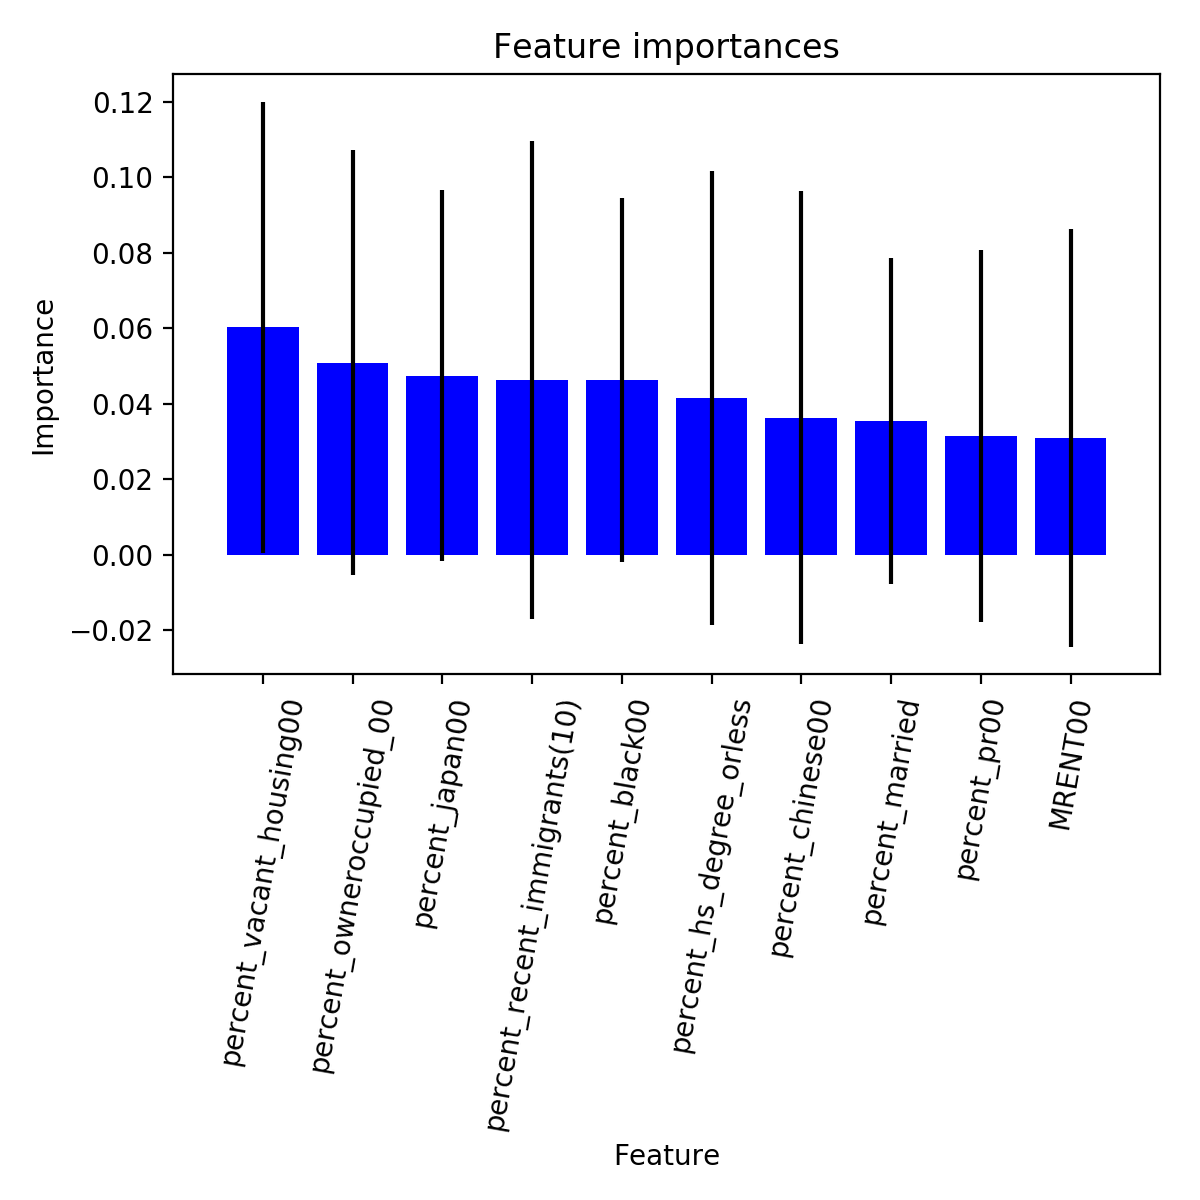 Feature importances
0.12
0.10
0.08
0.06
0.04
0.02
0.00
−0.02
Importance
percent_vacant_housing00
percent_owneroccupied_00
percent_japan00
percent_recent_immigrants(10)
percent_black00
percent_hs_degree_orless
percent_chinese00
percent_married
percent_pr00
MRENT00
Feature